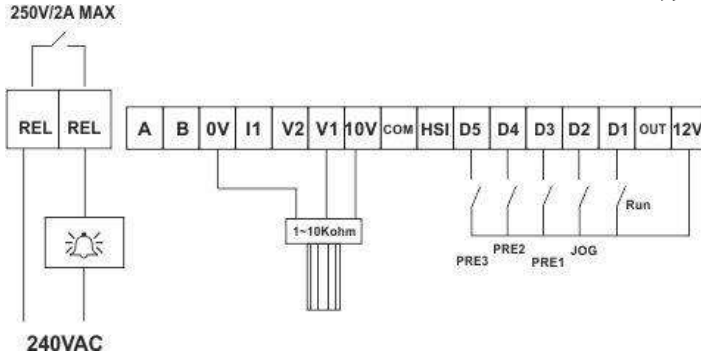 250V/2A MAX
REL REL A B 0V I1 V2 V1 10V COM HSI D5 D4 D3 D2 D1 OUT 12V
Run
1~10Kohm
PRE3 PRE2 PRE1 JOG
240VAC